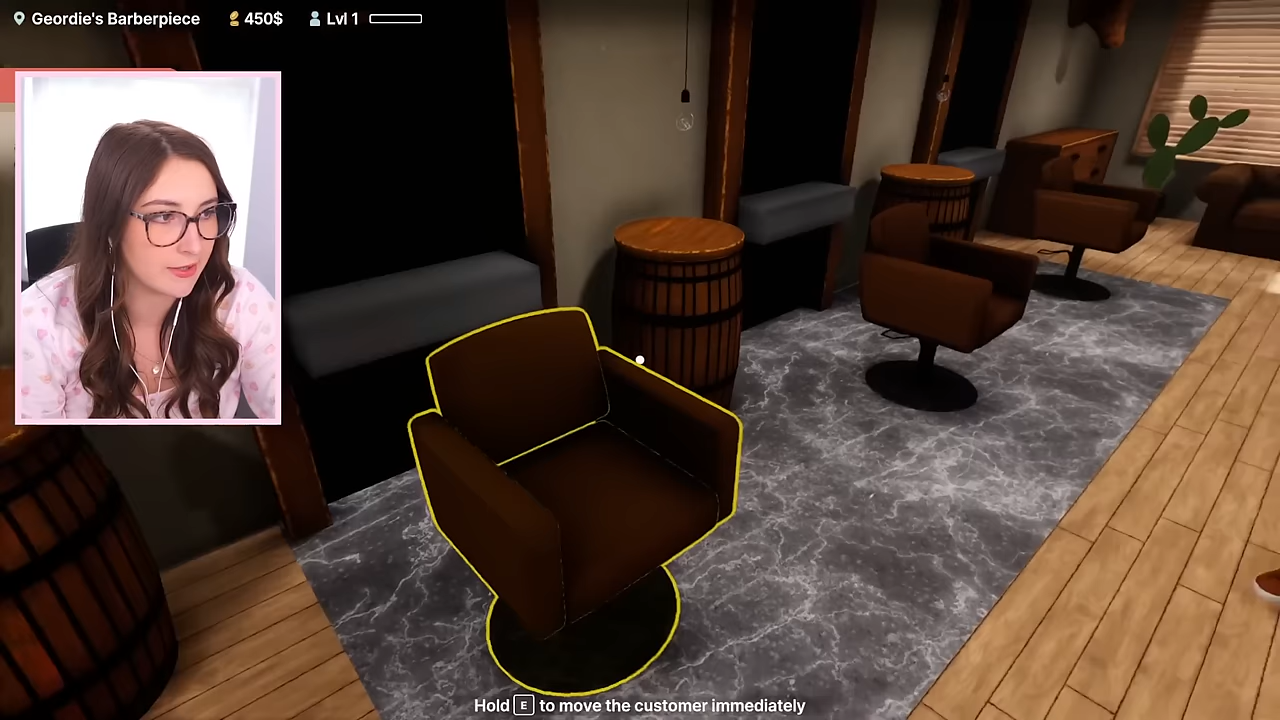 Geordie's Barberpiece 450$ Lvl 1
Hold E to move the customer immediately